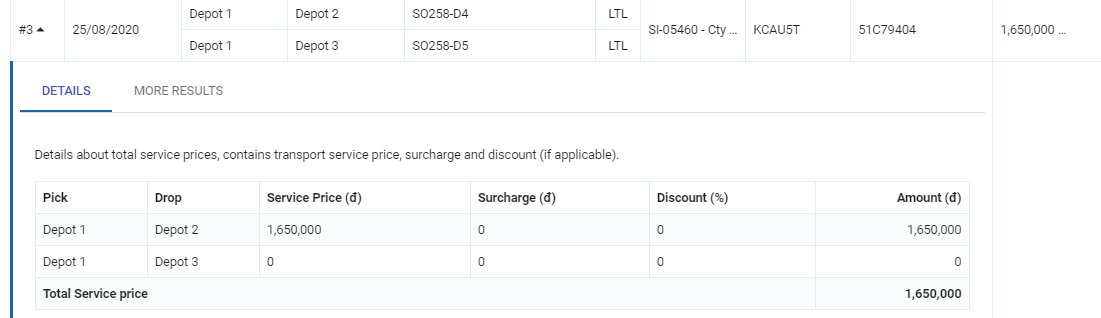 #3 25/08/2020 Depot 1 Depot 2 SO258-D4 LTL SI-05460 - Cty ... KCAU5T 51C79404 1,650,000 ...
Depot 1 Depot 3 SO258-D5 LTL
DETAILS MORE RESULTS
Details about total service prices, contains transport service price, surcharge and discount (if applicable).
Pick Drop Service Price (đ) Surcharge (đ) Discount (%) Amount (đ)
Depot 1 Depot 2 1,650,000 0 0 1,650,000
Depot 1 Depot 3 0 0 0 0
Total Service price 1,650,000